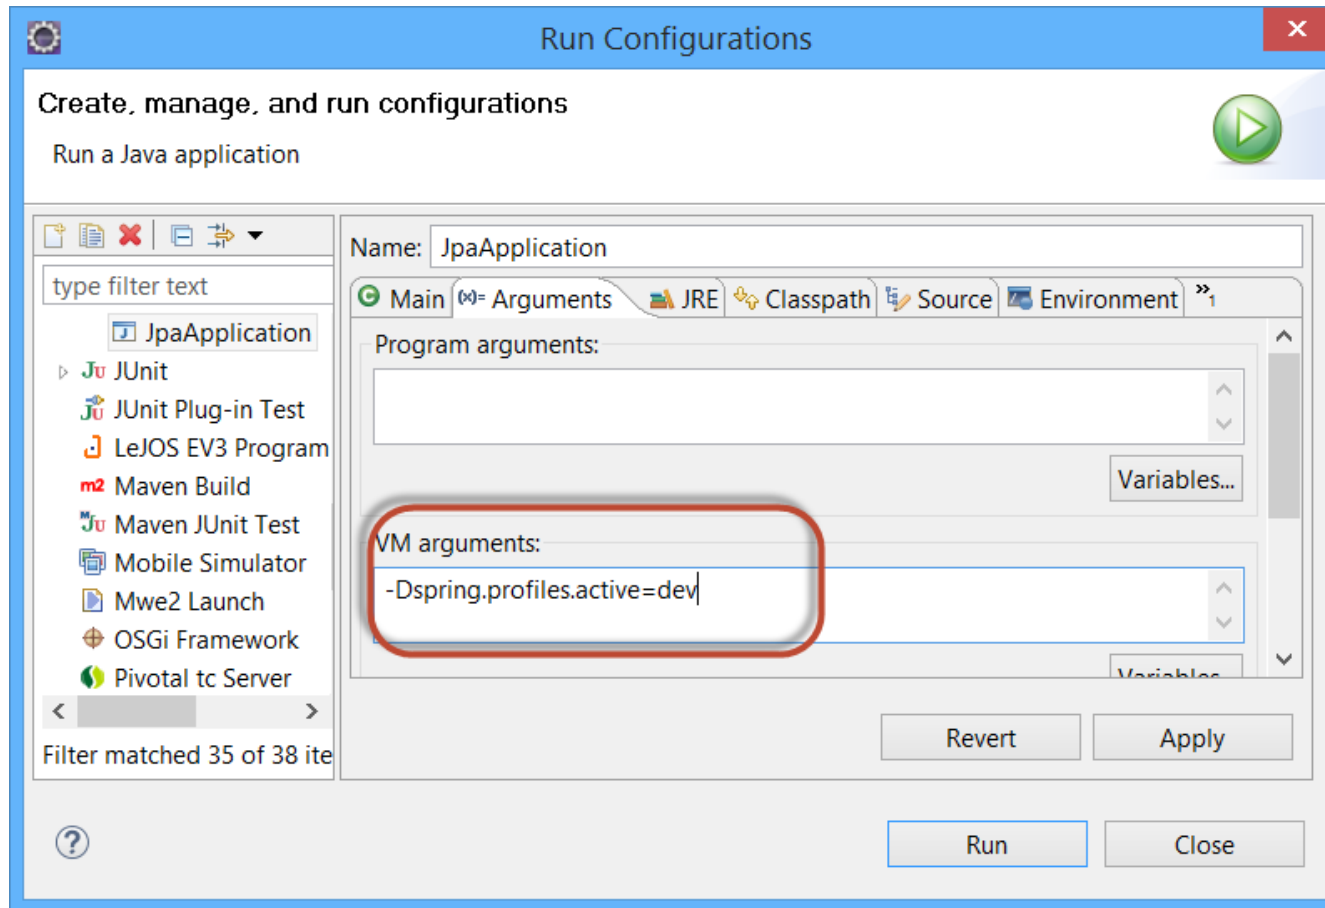 Run Configurations
Create, manage, and run configurations
Run a Java application
type filter text
JpaApplication
JUnit
JUnit Plug-in Test
LeJOS EV3 Program
m2 Maven Build
Maven JUnit Test
Mobile Simulator
Mwe2 Launch
OSGi Framework
Pivotal tc Server
Filter matched 35 of 38 ite
Name: JpaApplication
Main (x)= Arguments JRE Classpath Source Environment »1
Program arguments:
Variables...
VM arguments:
-Dspring.profiles.active=dev
Variables
Revert Apply
? Run Close